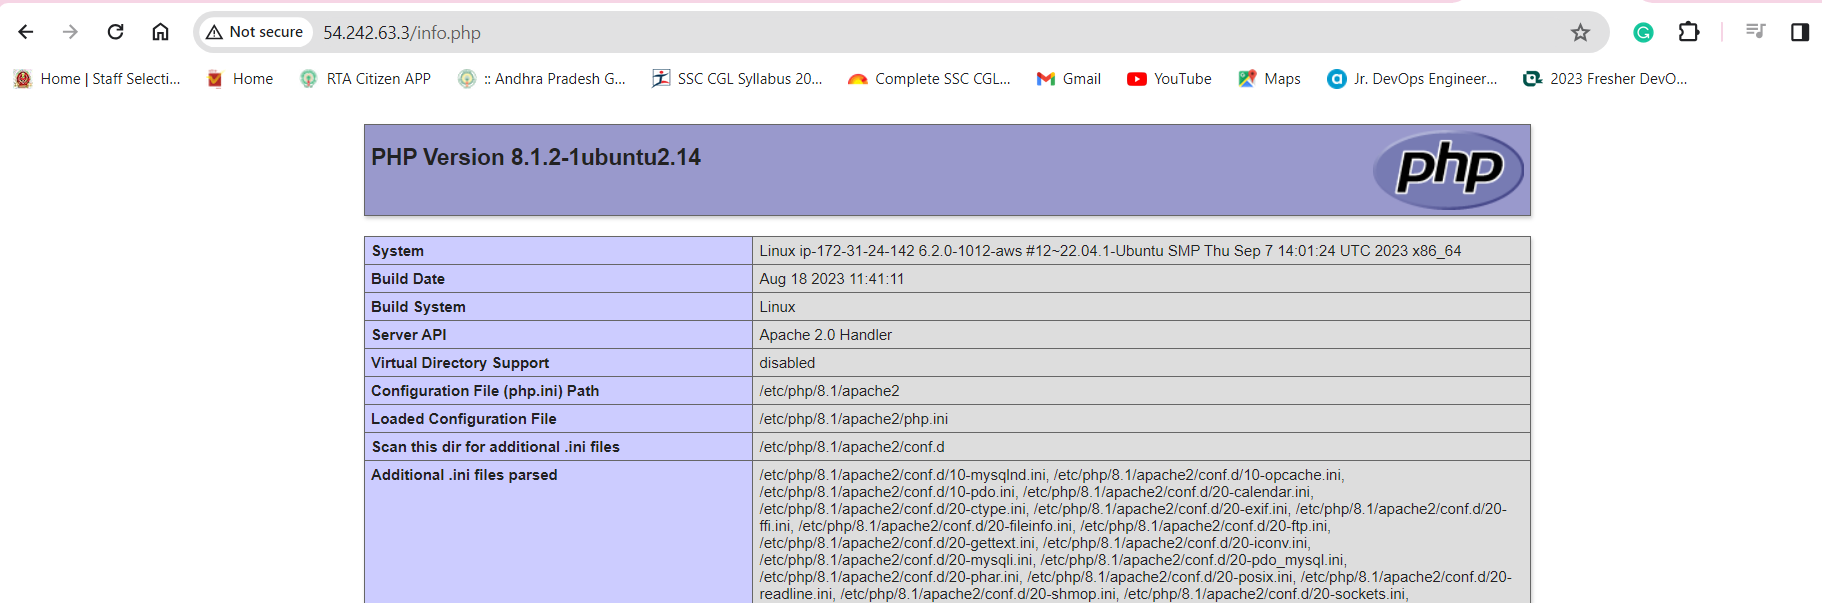 Not secure 54.242.63.3/info.php
Home | Staff Selecti... Home RTA Citizen APP :: Andhra Pradesh G... SSC CGL Syllabus 20... Complete SSC CGL... Gmail YouTube Maps Jr. DevOps Engineer... 2023 Fresher DevO...
PHP Version 8.1.2-1ubuntu2.14
php
System Linux ip-172-31-24-142 6.2.0-1012-aws #12~22.04.1-Ubuntu SMP Thu Sep 7 14:01:24 UTC 2023 x86_64
Build Date Aug 18 2023 11:41:11
Build System Linux
Server API Apache 2.0 Handler
Virtual Directory Support disabled
Configuration File (php.ini) Path /etc/php/8.1/apache2
Loaded Configuration File /etc/php/8.1/apache2/php.ini
Scan this dir for additional .ini files /etc/php/8.1/apache2/conf.d
Additional .ini files parsed /etc/php/8.1/apache2/conf.d/10-mysqlnd.ini, /etc/php/8.1/apache2/conf.d/10-opcache.ini,
/etc/php/8.1/apache2/conf.d/10-pdo.ini, /etc/php/8.1/apache2/conf.d/20-calendar.ini,
/etc/php/8.1/apache2/conf.d/20-ctype.ini, /etc/php/8.1/apache2/conf.d/20-exif.ini, /etc/php/8.1/apache2/conf.d/20-
ffi.ini, /etc/php/8.1/apache2/conf.d/20-fileinfo.ini, /etc/php/8.1/apache2/conf.d/20-ftp.ini,
/etc/php/8.1/apache2/conf.d/20-gettext.ini, /etc/php/8.1/apache2/conf.d/20-iconv.ini,
/etc/php/8.1/apache2/conf.d/20-mysqli.ini, /etc/php/8.1/apache2/conf.d/20-pdo_mysql.ini,
/etc/php/8.1/apache2/conf.d/20-phar.ini, /etc/php/8.1/apache2/conf.d/20-posix.ini, /etc/php/8.1/apache2/conf.d/20-
readline.ini, /etc/php/8.1/apache2/conf.d/20-shmop.ini, /etc/php/8.1/apache2/conf.d/20-sockets.ini,